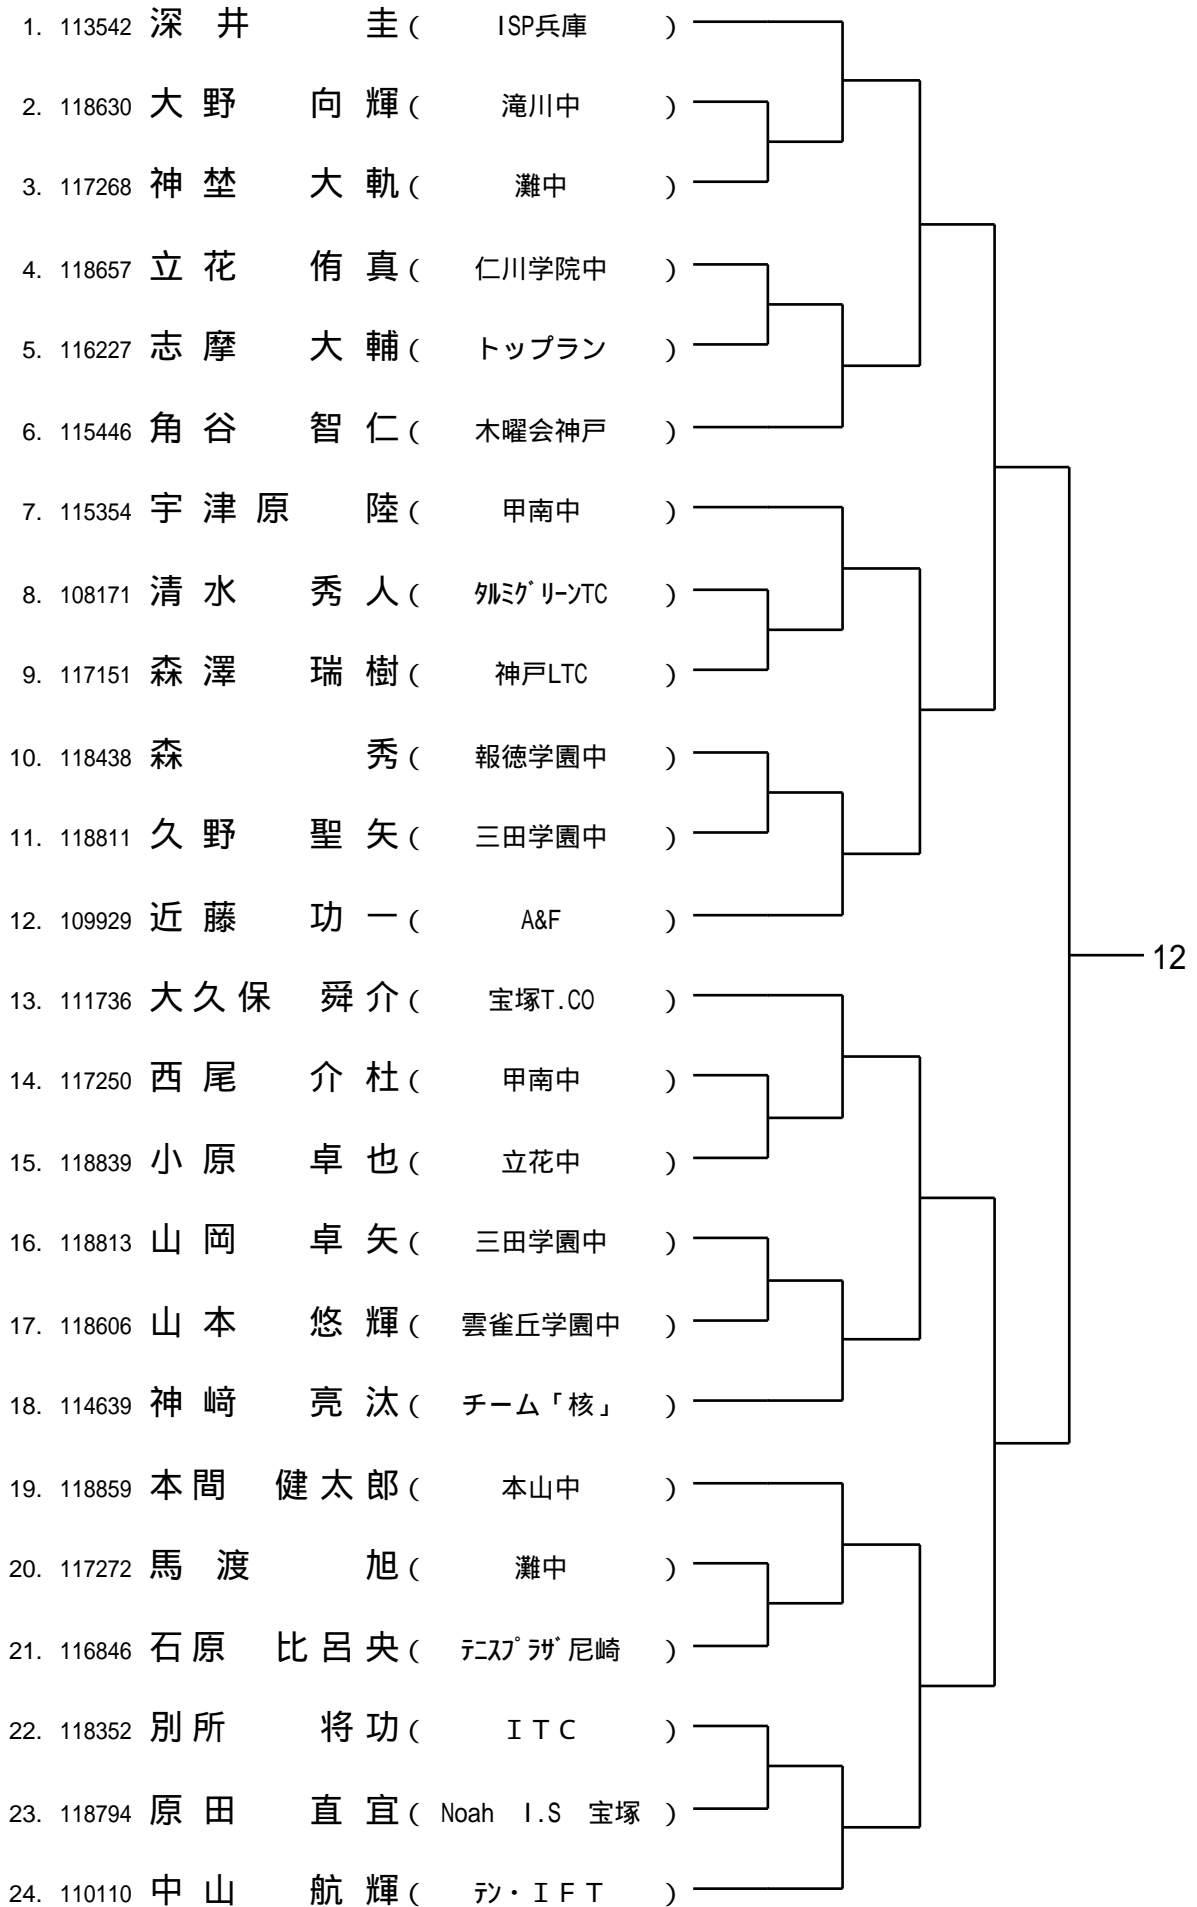 1. 113542 深井 圭 ( ISP兵庫 )
2. 118630 大野 向輝 ( 滝川中 )
3. 117268 神埜 大軌 ( 灘中 )
4. 118657 立花 侑真 ( 仁川学院中 )
5. 116227 志摩 大輔 ( トップラン )
6. 115446 角谷 智仁 ( 木曜会神戸 )
7. 115354 宇津原 陸 ( 甲南中 )
8. 108171 清水 秀人 ( ﾀﾙﾐｸﾞﾘｰﾝTC )
9. 117151 森澤 瑞樹 ( 神戸LTC )
10. 118438 森 秀 ( 報徳学園中 )
11. 118811 久野 聖矢 ( 三田学園中 )
12. 109929 近藤 功一 ( A&F )
12
13. 111736 大久保 舜介 ( 宝塚T.CO )
14. 117250 西尾 介杜 ( 甲南中 )
15. 118839 小原 卓也 ( 立花中 )
16. 118813 山岡 卓矢 ( 三田学園中 )
17. 118606 山本 悠輝 ( 雲雀丘学園中 )
18. 114639 神﨑 亮汰 ( チーム「核」 )
19. 118859 本間 健太郎 ( 本山中 )
20. 117272 馬渡 旭 ( 灘中 )
21. 116846 石原 比呂央 ( ﾃﾆｽﾌﾟﾗｻﾞ尼崎 )
22. 118352 別所 将功 ( ＩＴＣ )
23. 118794 原田 直宜 ( Noah I.S 宝塚 )
24. 110110 中山 航輝 ( ﾃﾝ・ＩＦＴ )